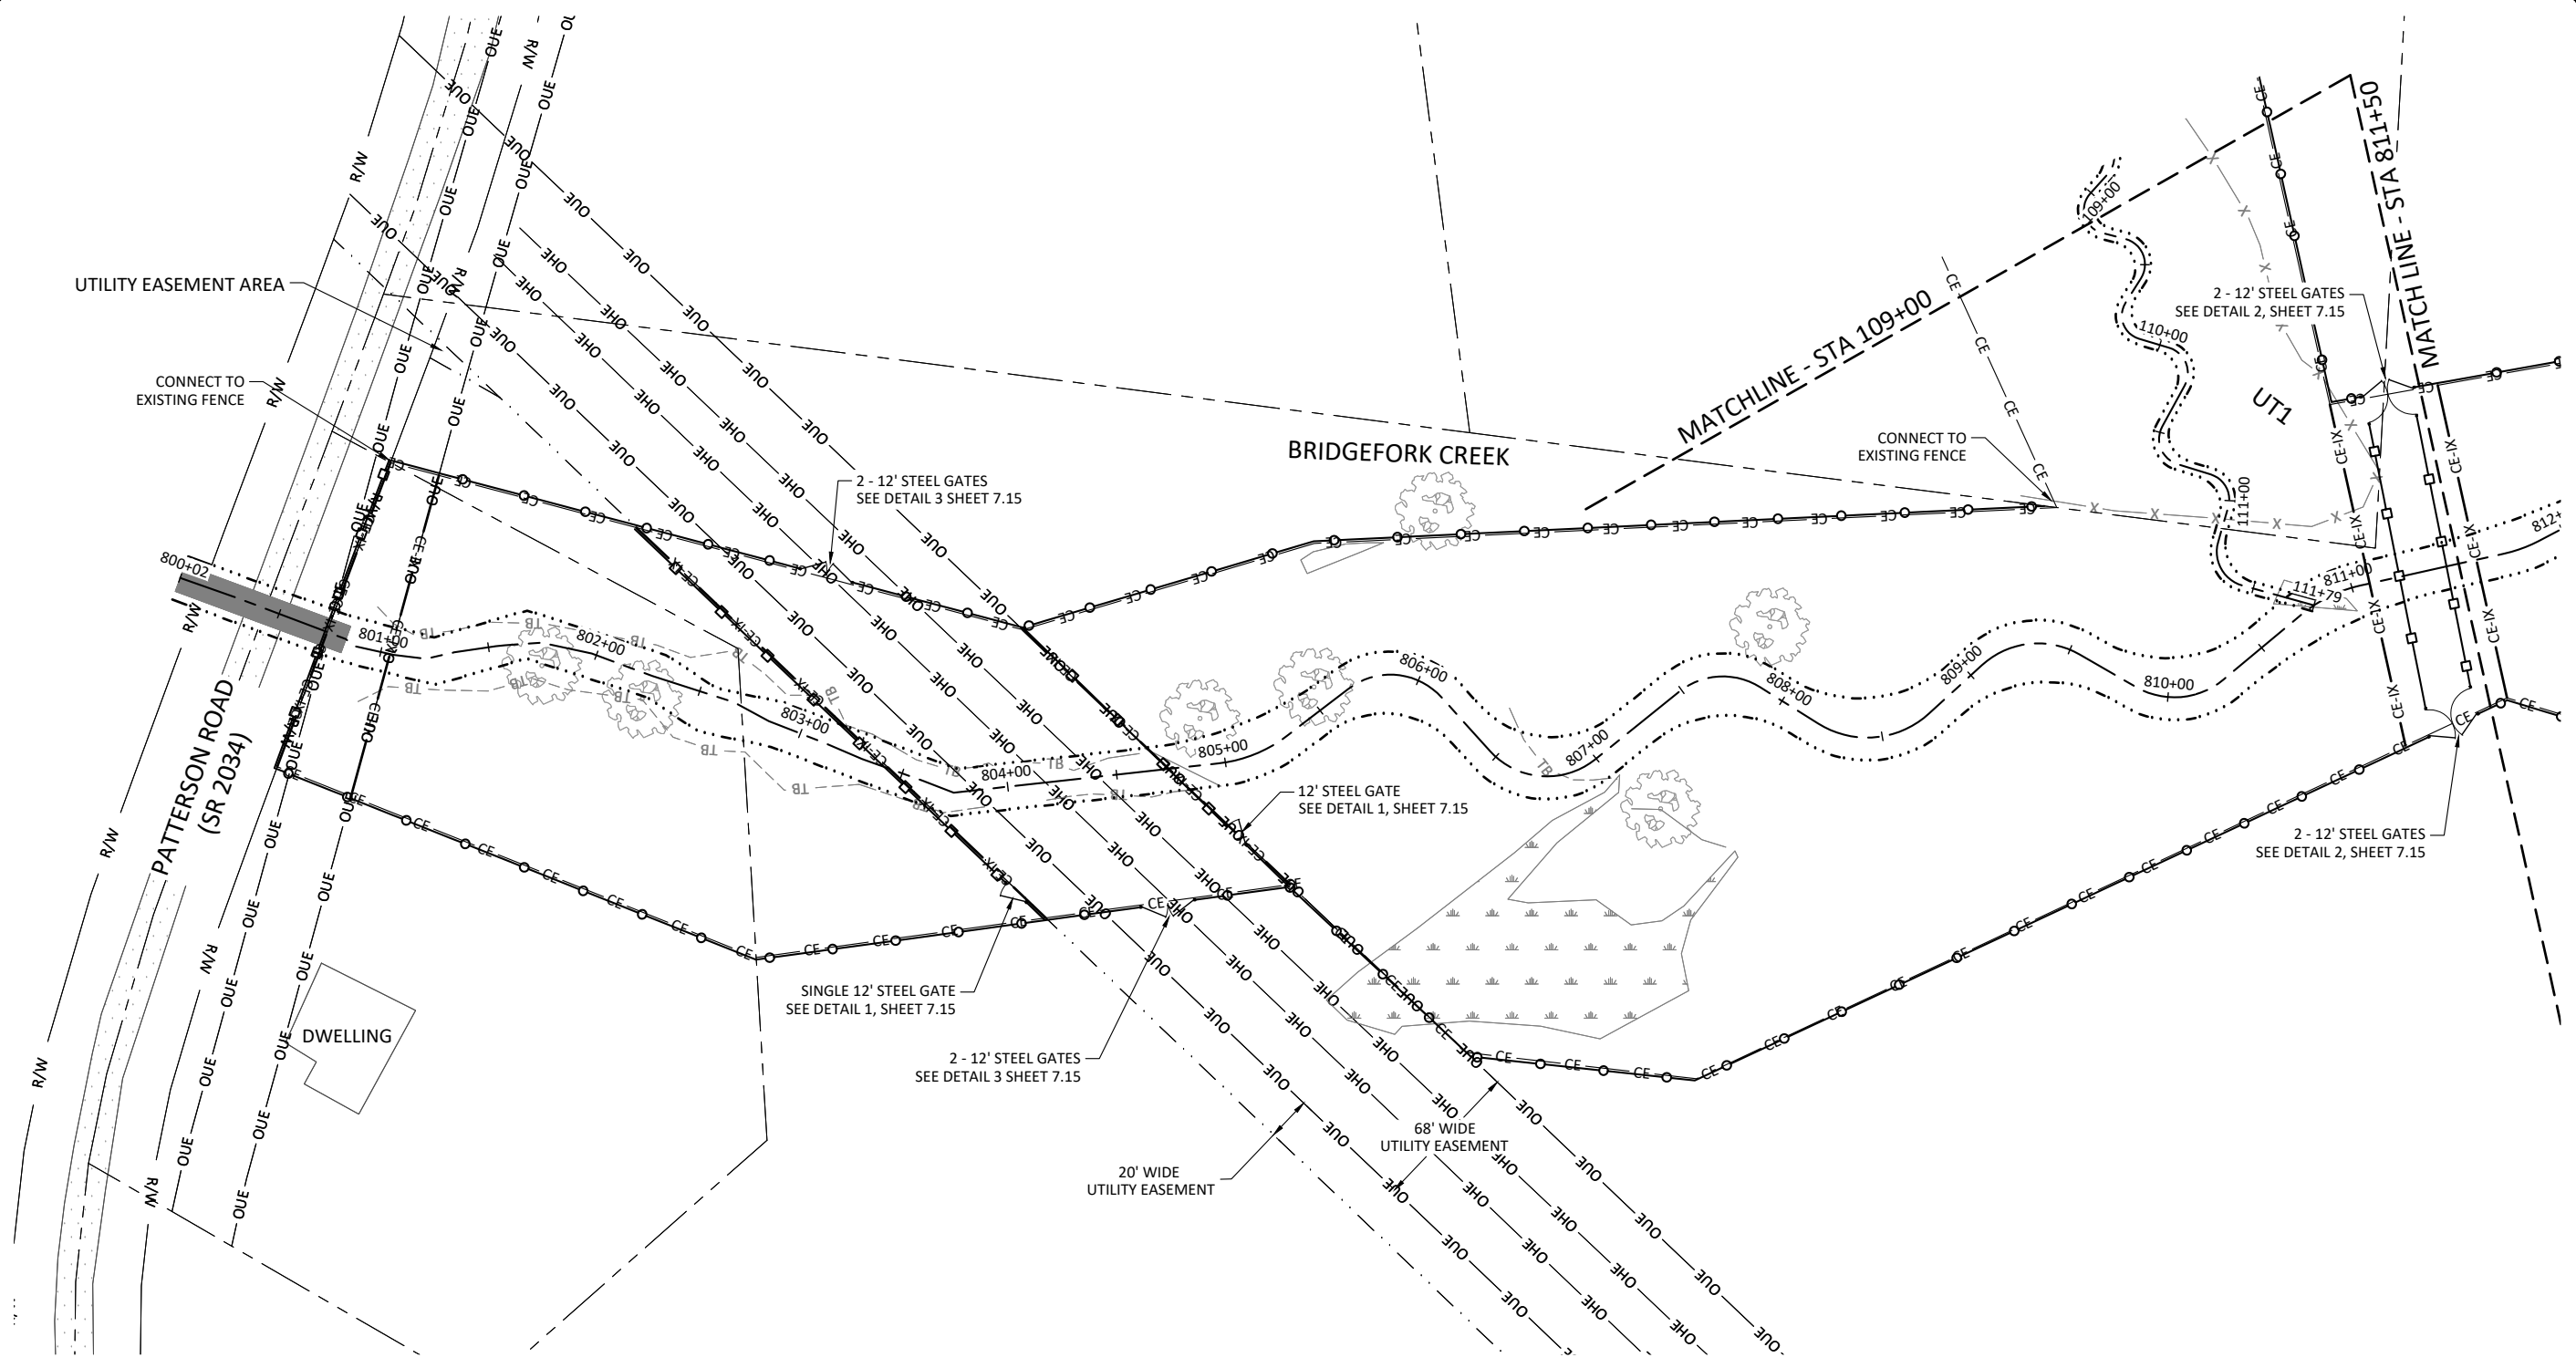 UTILITY EASEMENT AREA
CONNECT TO
EXISTING FENCE
2 - 12' STEEL GATES
SEE DETAIL 3 SHEET 7.15
BRIDGEFORK CREEK
MATCHLINE - STA 109+00
CONNECT TO
EXISTING FENCE
2 - 12' STEEL GATES
SEE DETAIL 2, SHEET 7.15
MATCH LINE - STA 811+50
UT1
109+00
110+00
111+00
111+79
800+02
801+00
802+00
803+00
804+00
805+00
806+00
807+00
808+00
809+00
810+00
811+00
PATTERSON ROAD
(SR 2034)
12' STEEL GATE
SEE DETAIL 1, SHEET 7.15
2 - 12' STEEL GATES
SEE DETAIL 2, SHEET 7.15
SINGLE 12' STEEL GATE
SEE DETAIL 1, SHEET 7.15
DWELLING
2 - 12' STEEL GATES
SEE DETAIL 3 SHEET 7.15
68' WIDE
UTILITY EASEMENT
20' WIDE
UTILITY EASEMENT
R/W
OUE
OHE
CE
CE-IX
TB
X